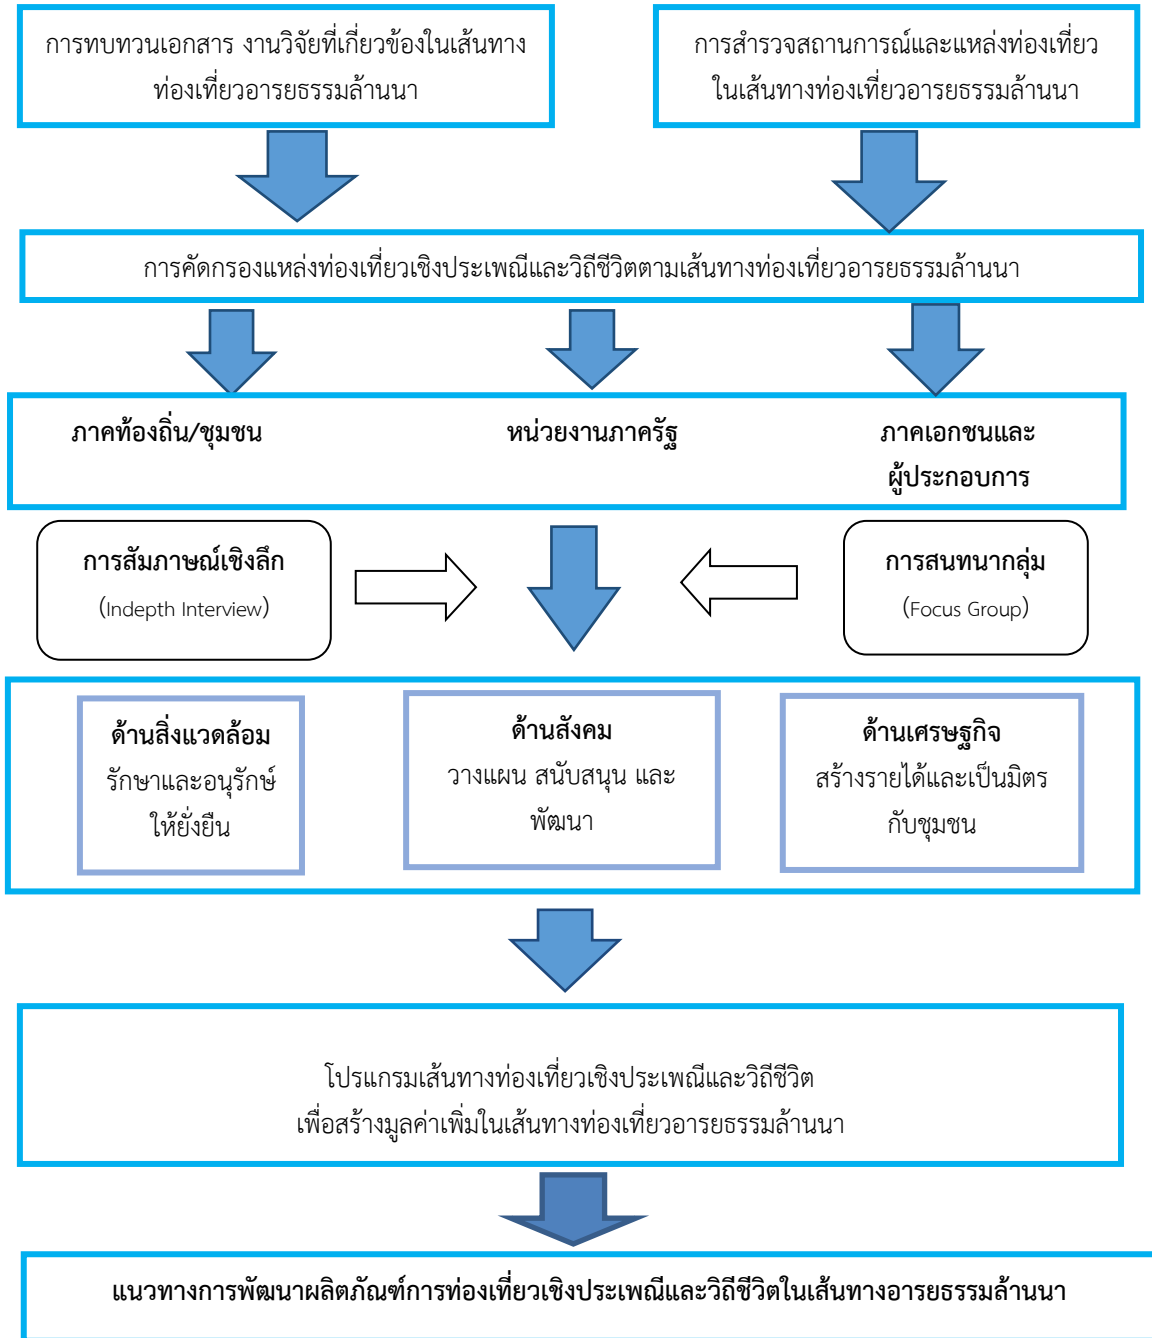 การทบทวนเอกสาร งานวิจัยที่เกี่ยวข้องในเส้นทาง
ท่องเที่ยวอารยธรรมล้านนา
การสำรวจสถานการณ์และแหล่งท่องเที่ยว
ในเส้นทางท่องเที่ยวอารยธรรมล้านนา
การคัดกรองแหล่งท่องเที่ยวเชิงประเพณีและวิถีชีวิตตามเส้นทางท่องเที่ยวอารยธรรมล้านนา
ภาคท้องถิ่น/ชุมชน
หน่วยงานภาครัฐ
ภาคเอกชนและ
ผู้ประกอบการ
การสัมภาษณ์เชิงลึก
(Indepth Interview)
การสนทนากลุ่ม
(Focus Group)
ด้านสิ่งแวดล้อม
รักษาและอนุรักษ์
ให้ยั่งยืน
ด้านสังคม
วางแผน สนับสนุน และ
พัฒนา
ด้านเศรษฐกิจ
สร้างรายได้และเป็นมิตร
กับชุมชน
โปรแกรมเส้นทางท่องเที่ยวเชิงประเพณีและวิถีชีวิต
เพื่อสร้างมูลค่าเพิ่มในเส้นทางท่องเที่ยวอารยธรรมล้านนา
แนวทางการพัฒนาผลิตภัณฑ์การท่องเที่ยวเชิงประเพณีและวิถีชีวิตในเส้นทางอารยธรรมล้านนา